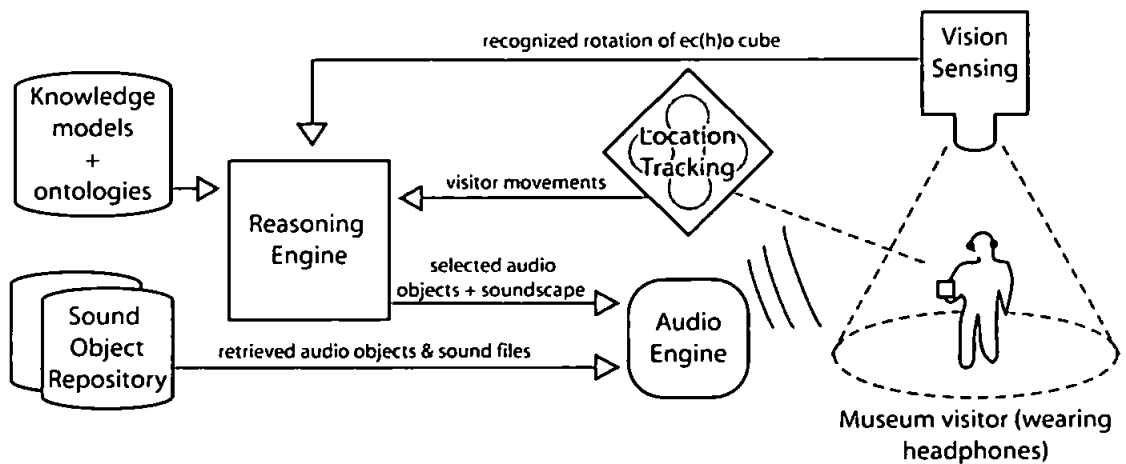 recognized rotation of ec(h)o cube
Vision
Sensing
Knowledge
models
+
ontologies
Location
Tracking
visitor movements
Reasoning
Engine
selected audio
objects + soundscape
Sound
Object
Repository
retrieved audio objects & sound files
Audio
Engine
Museum visitor (wearing
headphones)